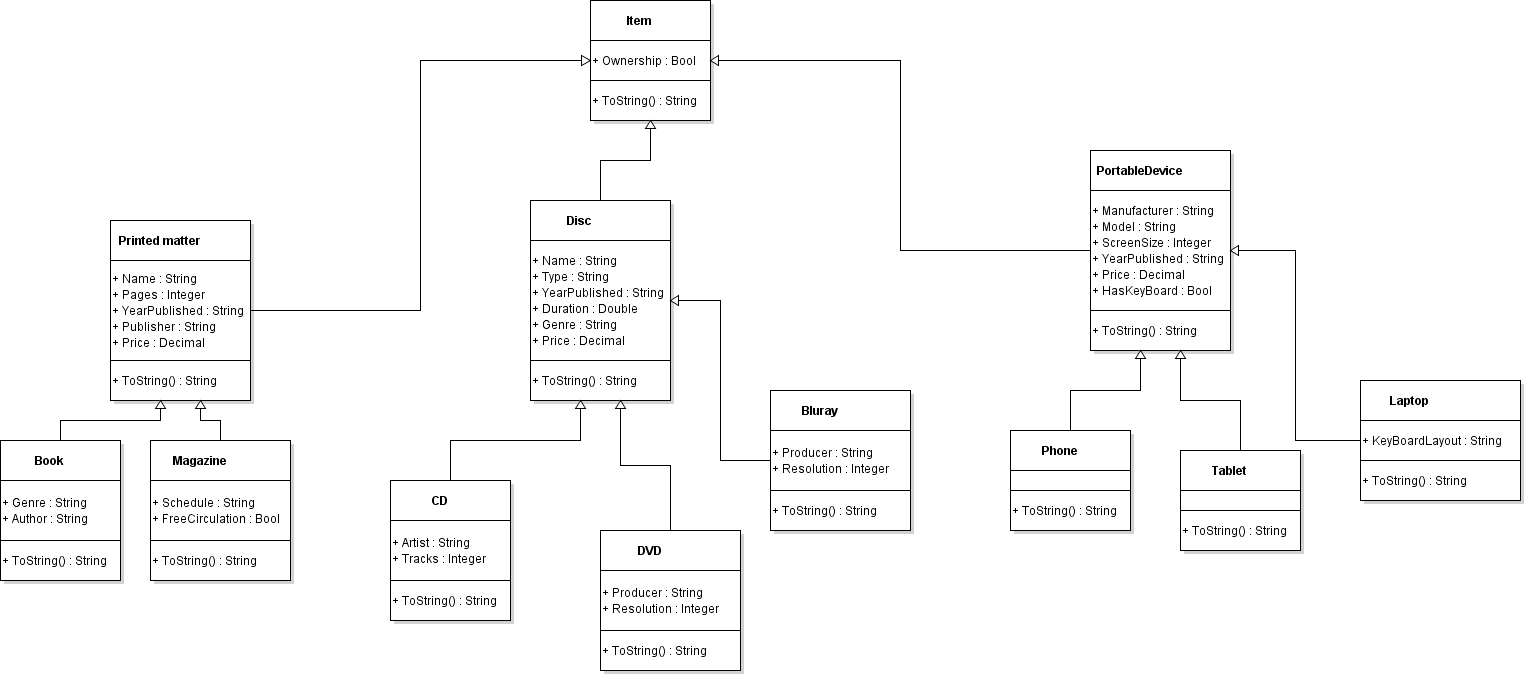 Item
+ Ownership : Bool
+ ToString() : String
PortableDevice
+ Manufacturer : String
+ Model : String
+ ScreenSize : Integer
+ YearPublished : String
+ Price : Decimal
+ HasKeyBoard : Bool
+ ToString() : String
Disc
+ Name : String
+ Type : String
+ YearPublished : String
+ Duration : Double
+ Genre : String
+ Price : Decimal
+ ToString() : String
Printed matter
+ Name : String
+ Pages : Integer
+ YearPublished : String
+ Publisher : String
+ Price : Decimal
+ ToString() : String
Book
+ Genre : String
+ Author : String
+ ToString() : String
Magazine
+ Schedule : String
+ FreeCirculation : Bool
+ ToString() : String
CD
+ Artist : String
+ Tracks : Integer
+ ToString() : String
DVD
+ Producer : String
+ Resolution : Integer
+ ToString() : String
Bluray
+ Producer : String
+ Resolution : Integer
+ ToString() : String
Phone
+ ToString() : String
Tablet
+ ToString() : String
Laptop
+ KeyBoardLayout : String
+ ToString() : String